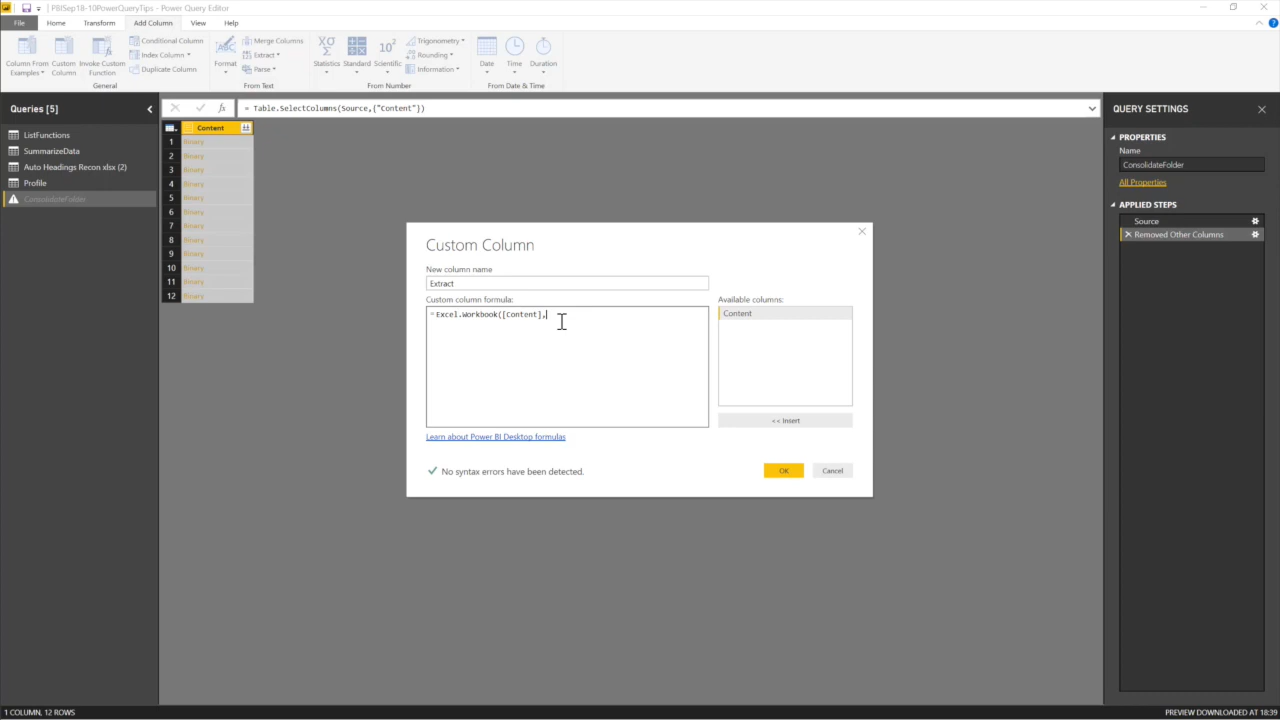 PBISep18-10PowerQueryTips - Power Query Editor
File Home Transform Add Column View Help
Column From Examples Custom Column Invoke Custom Function
Conditional Column
Index Column
Duplicate Column
General
Format
Merge Columns
Extract
Parse
From Text
Statistics Standard Scientific
Trigonometry
Rounding
Information
From Number
Date Time Duration
From Date & Time
Queries [5]
ListFunctions
SummarizeData
Auto Headings Recon xlsx (2)
Profile
ConsolidateFolder
= Table.SelectColumns(Source,{"Content"})
Content
1 Binary
2 Binary
3 Binary
4 Binary
5 Binary
6 Binary
7 Binary
8 Binary
9 Binary
10 Binary
11 Binary
12 Binary
Custom Column
New column name
Extract
Custom column formula:
= Excel.Workbook([Content],
Available columns:
Content
<< Insert
Learn about Power BI Desktop formulas
No syntax errors have been detected.
OK Cancel
QUERY SETTINGS
PROPERTIES
Name
ConsolidateFolder
All Properties
APPLIED STEPS
Source
Removed Other Columns
1 COLUMN, 12 ROWS
PREVIEW DOWNLOADED AT 18:39